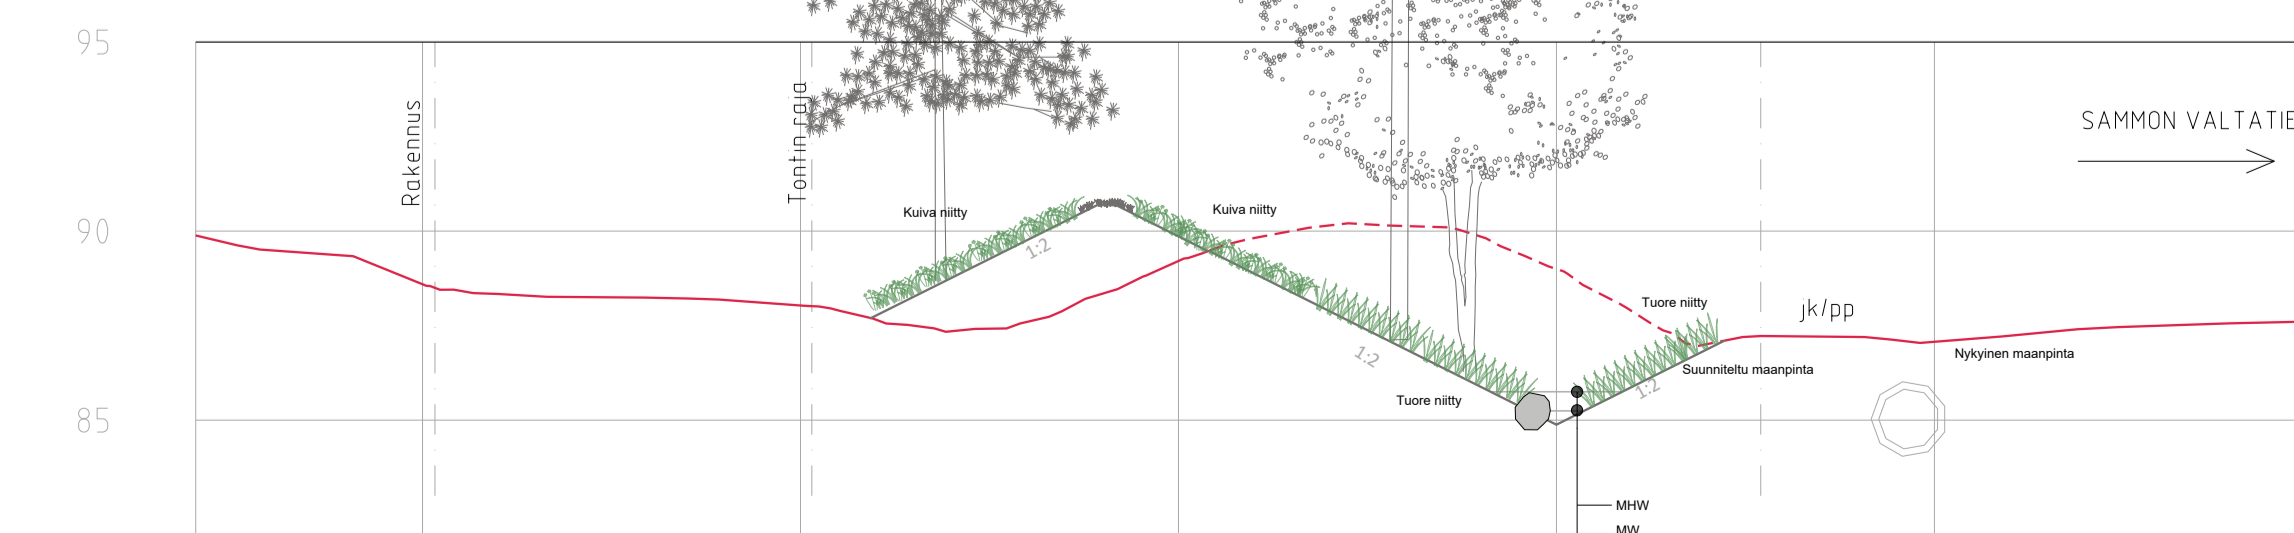 95
Rakennus
Tontin raja
SAMMON VALTATIE
Kuiva niitty
Kuiva niitty
90
1:2
Tuore niitty
jk/pp
1:2
Nykyinen maanpinta
Suunniteltu maanpinta
1:2
Tuore niitty
85
MHW
MW